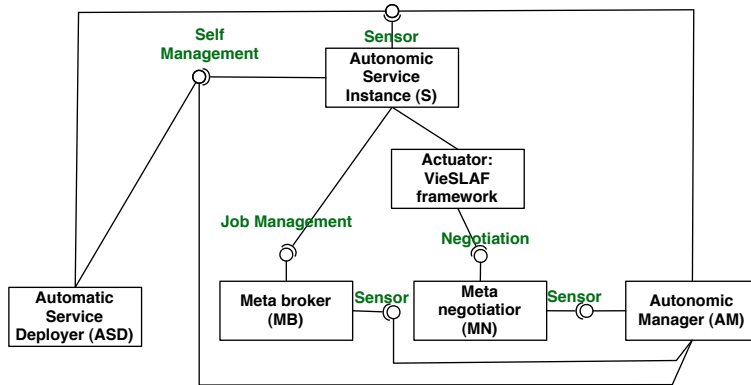 Self
Management
Sensor
Autonomic
Service
Instance (S)
Actuator:
VieSLAF
framework
Job Management
Negotiation
Automatic
Service
Deployer (ASD)
Meta broker
(MB)
Sensor
Meta
negotiatior
(MN)
Sensor
Autonomic
Manager (AM)